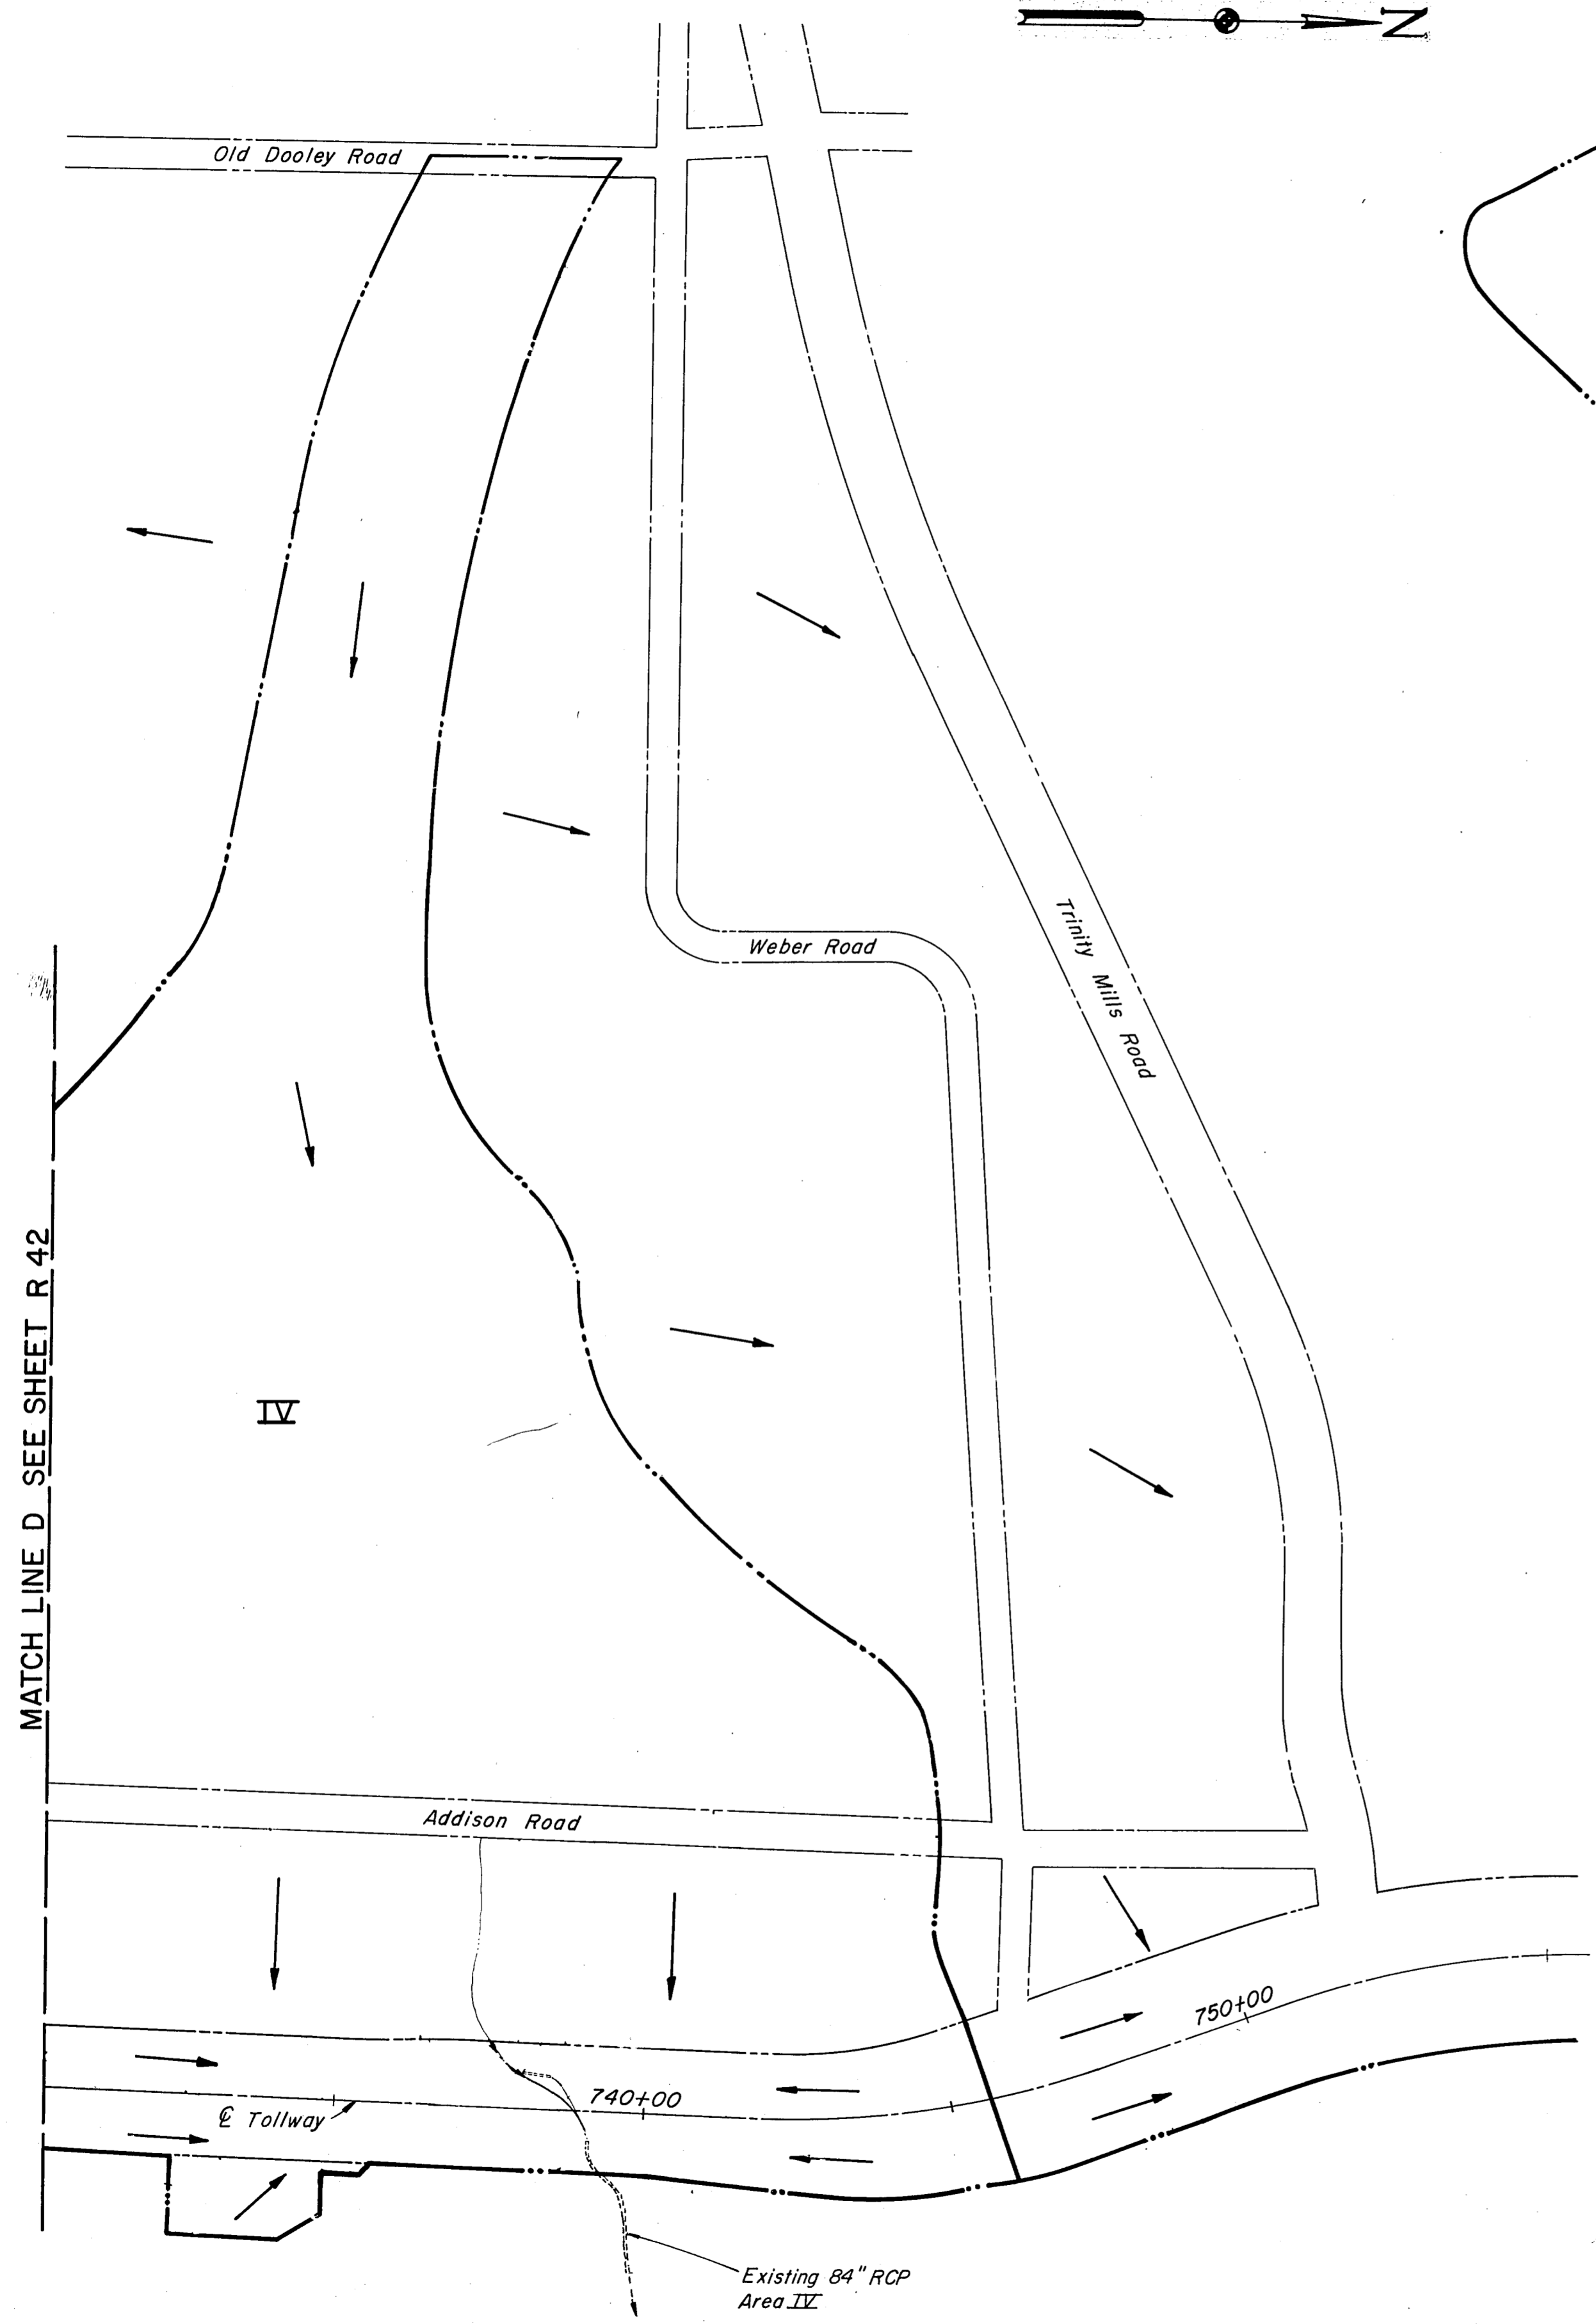 N
Old Dooley Road
Weber Road
Trinity Mills Road
MATCH LINE D SEE SHEET R 42
IV
Addison Road
750+00
740+00
℄ Tollway
Existing 84" RCP
Area IV